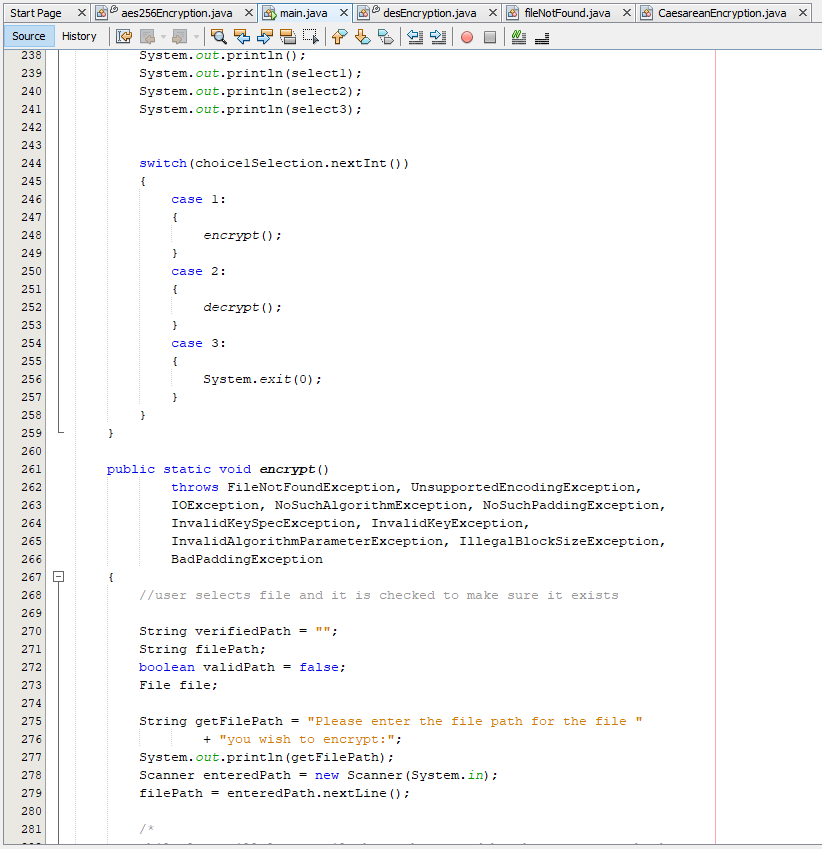 Start Page aes256Encryption.java main.java desEncryption.java fileNotFound.java CaesareanEncryption.java
Source History
238 System.out.println();
239 System.out.println(select1);
240 System.out.println(select2);
241 System.out.println(select3);
242
243
244 switch(choice1Selection.nextInt())
245 {
246 case 1:
247 {
248 encrypt();
249 }
250 case 2:
251 {
252 decrypt();
253 }
254 case 3:
255 {
256 System.exit(0);
257 }
258 }
259 }
260
261 public static void encrypt()
262 throws FileNotFoundException, UnsupportedEncodingException,
263 IOException, NoSuchAlgorithmException, NoSuchPaddingException,
264 InvalidKeySpecException, InvalidKeyException,
265 InvalidAlgorithmParameterException, IllegalBlockSizeException,
266 BadPaddingException
267 {
268 //user selects file and it is checked to make sure it exists
269
270 String verifiedPath = "";
271 String filePath;
272 boolean validPath = false;
273 File file;
274
275 String getFilePath = "Please enter the file path for the file "
276 + "you wish to encrypt:";
277 System.out.println(getFilePath);
278 Scanner enteredPath = new Scanner(System.in);
279 filePath = enteredPath.nextLine();
280
281 /*